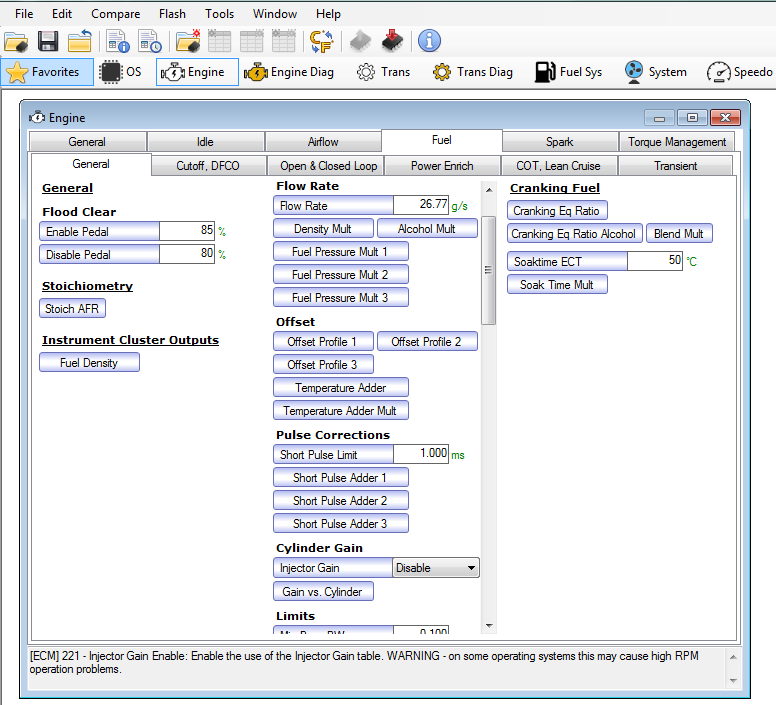 File Edit Compare Flash Tools Window Help
Favorites OS Engine Engine Diag Trans Trans Diag Fuel Sys System Speedo
Engine
General Idle Airflow Fuel Spark Torque Management
General Cutoff, DFCO Open & Closed Loop Power Enrich COT, Lean Cruise Transient
General
Flood Clear
Enable Pedal 85 %
Disable Pedal 80 %
Stoichiometry
Stoich AFR
Instrument Cluster Outputs
Fuel Density
Flow Rate
Flow Rate 26.77 g/s
Density Mult Alcohol Mult
Fuel Pressure Mult 1
Fuel Pressure Mult 2
Fuel Pressure Mult 3
Offset
Offset Profile 1 Offset Profile 2
Offset Profile 3
Temperature Adder
Temperature Adder Mult
Pulse Corrections
Short Pulse Limit 1.000 ms
Short Pulse Adder 1
Short Pulse Adder 2
Short Pulse Adder 3
Cylinder Gain
Injector Gain Disable
Gain vs. Cylinder
Limits
0.100
Cranking Fuel
Cranking Eq Ratio
Cranking Eq Ratio Alcohol Blend Mult
Soaktime ECT 50 °C
Soak Time Mult
[ECM] 221 - Injector Gain Enable: Enable the use of the Injector Gain table. WARNING - on some operating systems this may cause high RPM
operation problems.